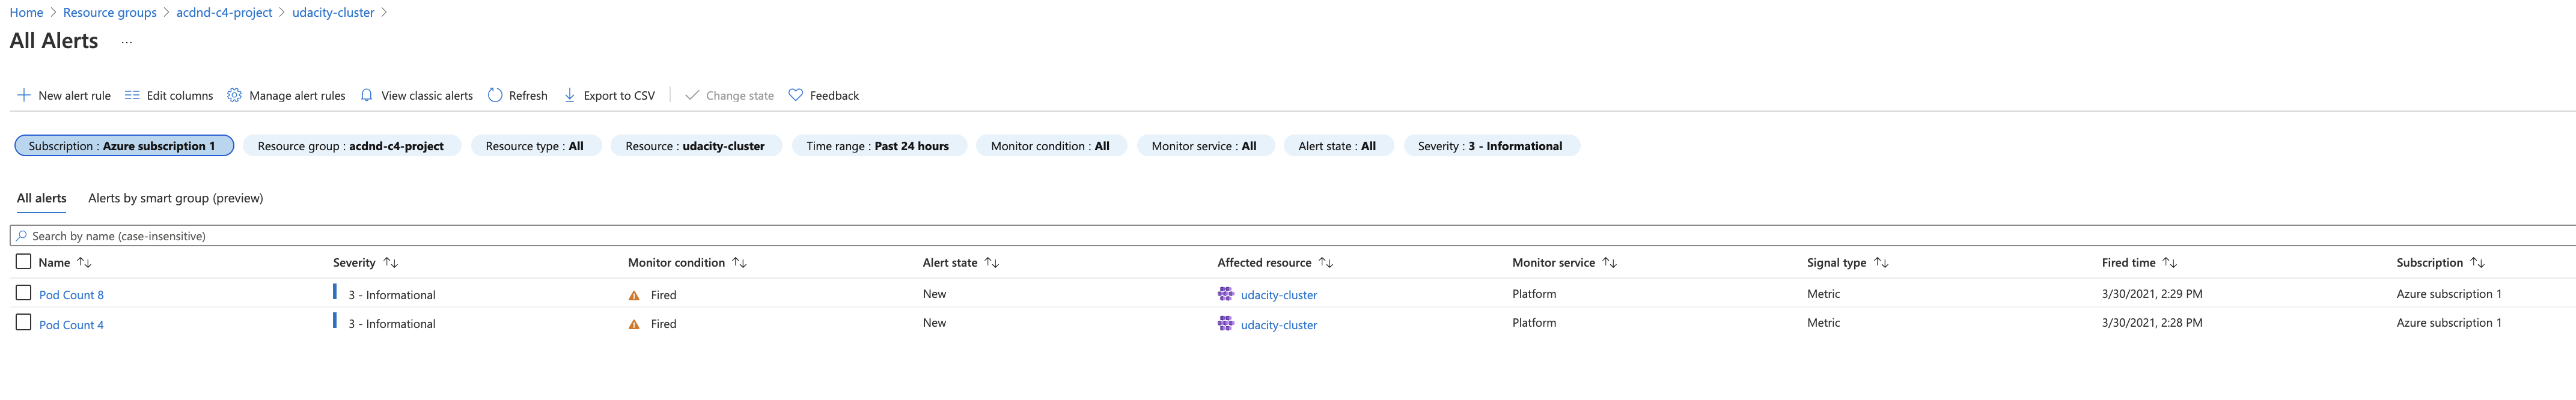 Home > Resource groups > acdnd-c4-project > udacity-cluster >
All Alerts ...
New alert rule Edit columns Manage alert rules View classic alerts Refresh Export to CSV Change state Feedback
Subscription : Azure subscription 1 Resource group : acdnd-c4-project Resource type : All Resource : udacity-cluster Time range : Past 24 hours Monitor condition : All Monitor service : All Alert state : All Severity : 3 - Informational
All alerts Alerts by smart group (preview)
Search by name (case-insensitive)
Name ↑↓ Severity ↑↓ Monitor condition ↑↓ Alert state ↑↓ Affected resource ↑↓ Monitor service ↑↓ Signal type ↑↓ Fired time ↑↓ Subscription ↑↓
Pod Count 8 3 - Informational Fired New udacity-cluster Platform Metric 3/30/2021, 2:29 PM Azure subscription 1
Pod Count 4 3 - Informational Fired New udacity-cluster Platform Metric 3/30/2021, 2:28 PM Azure subscription 1